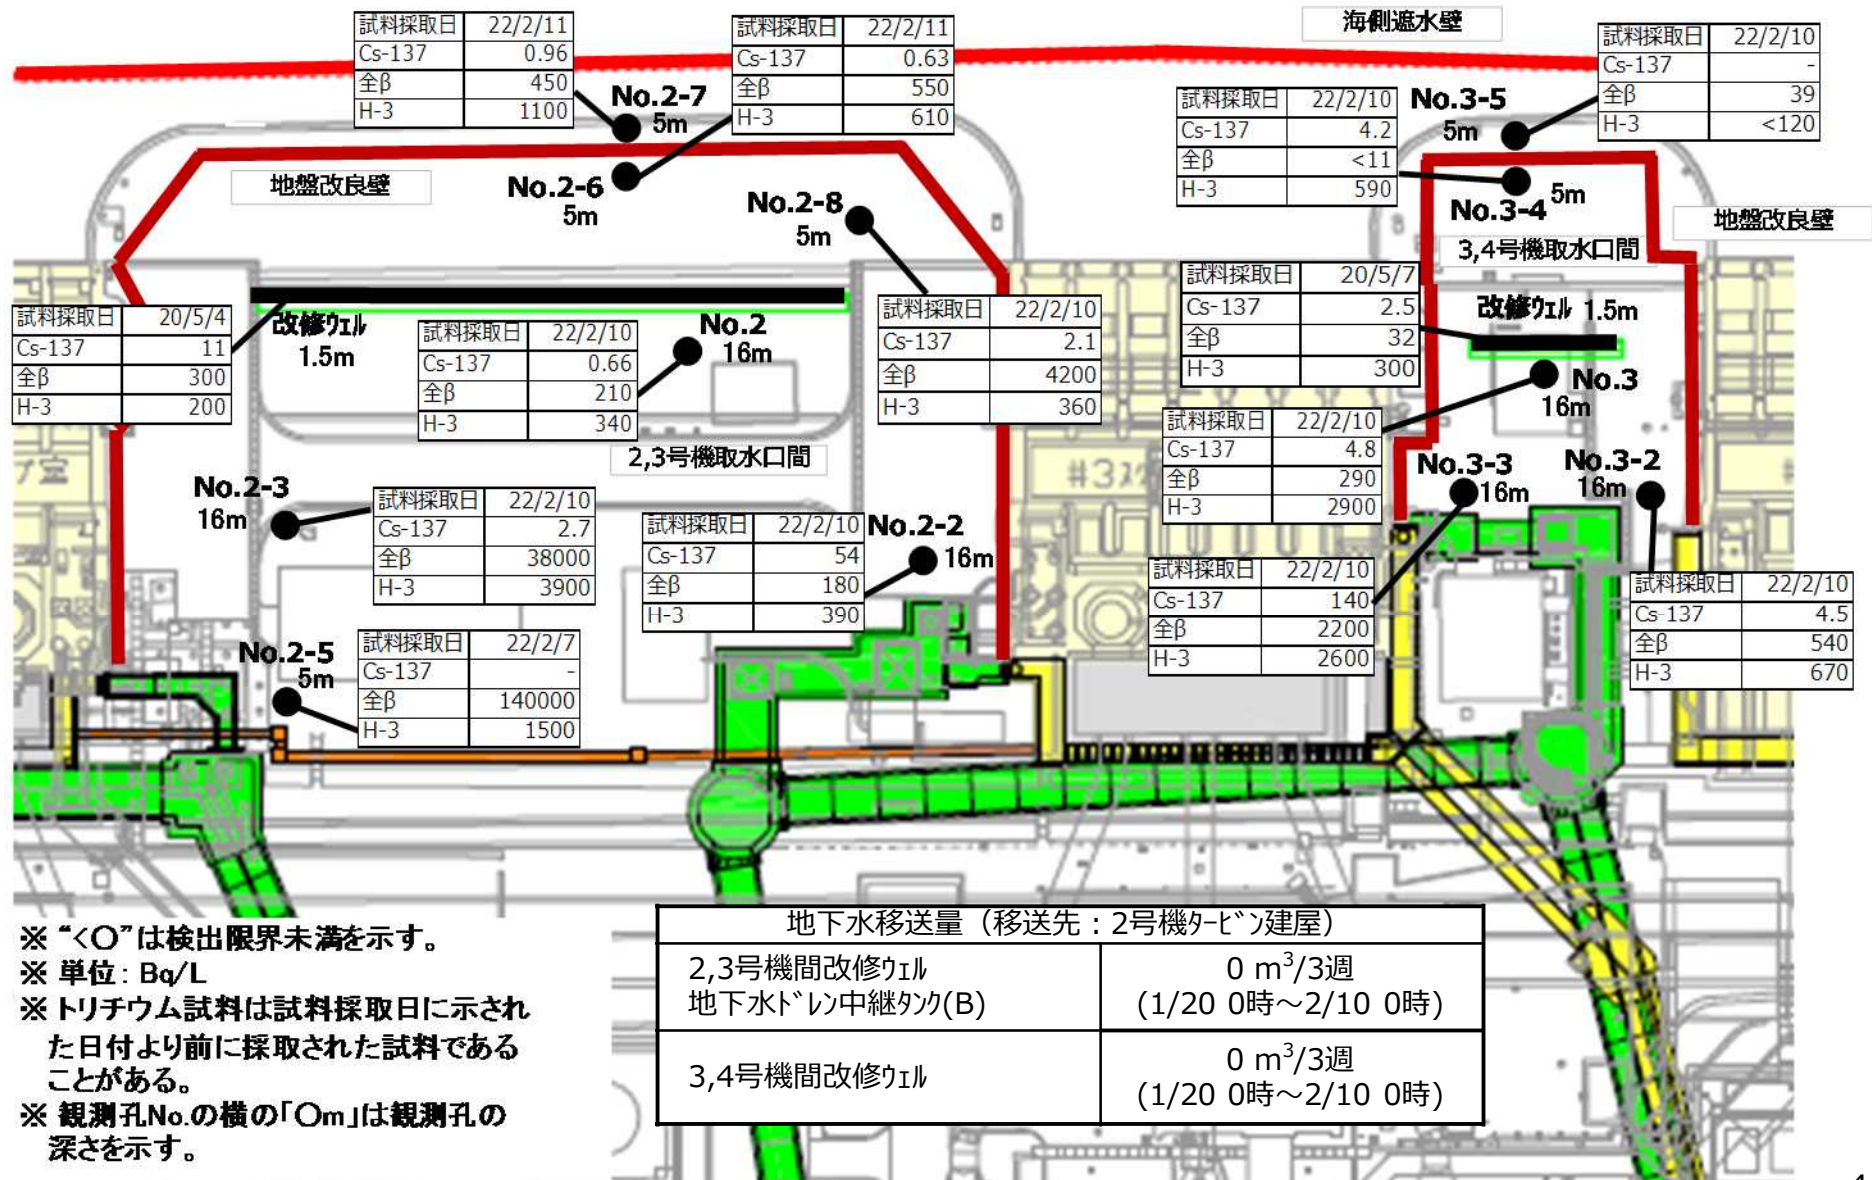 海側遮水壁
試料採取日 22/2/11
Cs-137 0.96
全β 450
H-3 1100
No.2-7
5m
試料採取日 22/2/11
Cs-137 0.63
全β 550
H-3 610
No.2-6
5m
地盤改良壁
試料採取日 22/2/10
Cs-137 4.2
全β <11
H-3 590
No.3-5
5m
試料採取日 22/2/10
Cs-137 -
全β 39
H-3 <120
No.3-4
5m
地盤改良壁
3,4号機取水口間
No.2-8
5m
試料採取日 20/5/4
Cs-137 11
全β 300
H-3 200
改修ウェル
1.5m
試料採取日 22/2/10
Cs-137 0.66
全β 210
H-3 340
No.2
16m
試料採取日 22/2/10
Cs-137 2.1
全β 4200
H-3 360
試料採取日 20/5/7
Cs-137 2.5
全β 32
H-3 300
改修ウェル 1.5m
No.3
16m
2,3号機取水口間
試料採取日 22/2/10
Cs-137 4.8
全β 290
H-3 2900
No.2-3
16m
試料採取日 22/2/10
Cs-137 2.7
全β 38000
H-3 3900
試料採取日 22/2/10
Cs-137 54
全β 180
H-3 390
No.2-2
16m
No.3-3
16m
No.3-2
16m
試料採取日 22/2/10
Cs-137 140
全β 2200
H-3 2600
試料採取日 22/2/10
Cs-137 4.5
全β 540
H-3 670
No.2-5
5m
試料採取日 22/2/7
Cs-137 -
全β 140000
H-3 1500
※ “<〇”は検出限界未満を示す。
※ 単位: Bq/L
※ トリチウム試料は試料採取日に示され
た日付より前に採取された試料である
ことがある。
※ 観測孔No.の横の「〇m」は観測孔の
深さを示す。
地下水移送量（移送先：2号機ﾀｰﾋﾞﾝ建屋）
2,3号機間改修ｳｪﾙ
地下水ﾄﾞﾚﾝ中継ﾀﾝｸ(B)
0 m³/3週
(1/20 0時～2/10 0時)
3,4号機間改修ｳｪﾙ
0 m³/3週
(1/20 0時～2/10 0時)